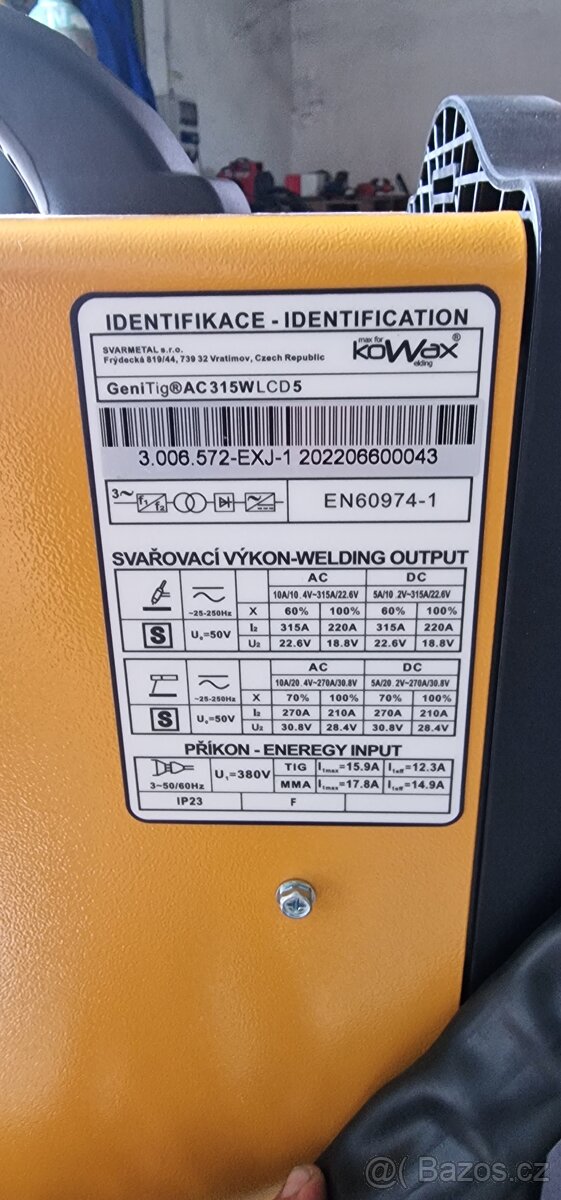 IDENTIFIKACE - IDENTIFICATION
SVARMETAL s.r.o.
Frýdecká 819/44, 739 32 Vratimov, Czech Republic
max for
kowax®
elding
GeniTig®AC315WLCD5
3.006.572-EXJ-1 202206600043
3~ f1 f2 EN60974-1
SVAŘOVACÍ VÝKON-WELDING OUTPUT
AC DC
10A/10.4V~315A/22.6V 5A/10.2V~315A/22.6V
~25-250Hz X 60% 100% 60% 100%
S U₀=50V I₂ 315A 220A 315A 220A
U₂ 22.6V 18.8V 22.6V 18.8V
AC DC
10A/20.4V~270A/30.8V 5A/20.2V~270A/30.8V
~25-250Hz X 70% 100% 70% 100%
S U₀=50V I₂ 270A 210A 270A 210A
U₂ 30.8V 28.4V 30.8V 28.4V
PŘÍKON - ENEREGY INPUT
3~50/60Hz U₁=380V TIG I₁max=15.9A I₁eff=12.3A
MMA I₁max=17.8A I₁eff=14.9A
IP23 F
@( Bazoš.cz